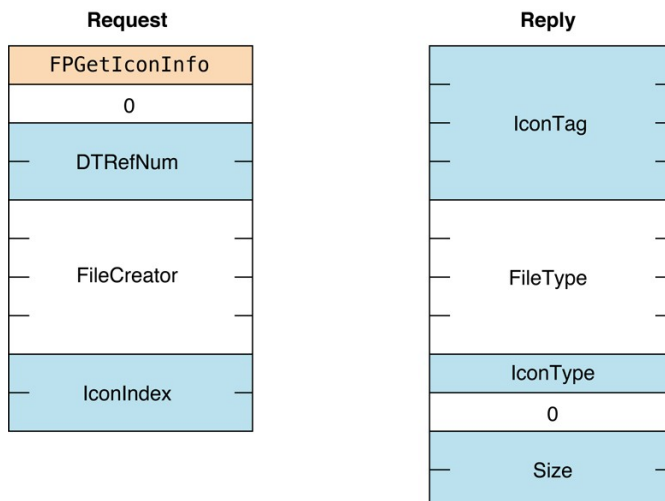 Request
FPGetIconInfo
0
DTRefNum
FileCreator
IconIndex
Reply
IconTag
FileType
IconType
0
Size